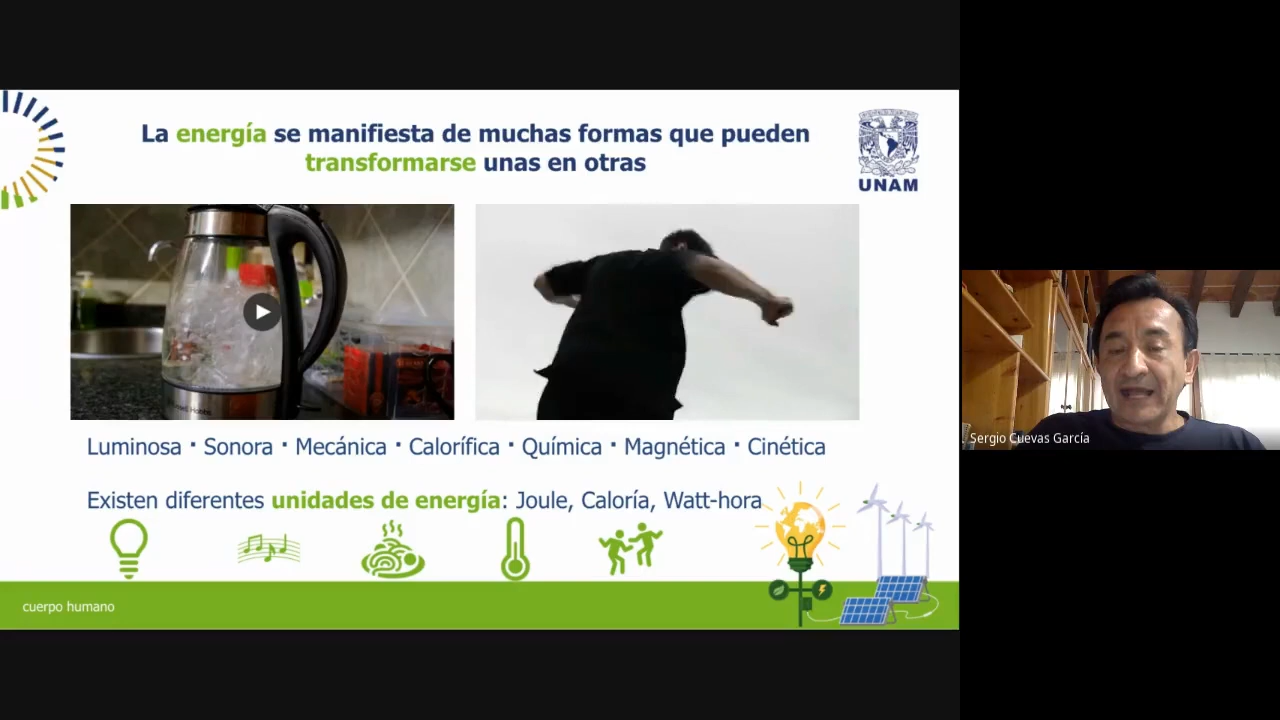 La energía se manifiesta de muchas formas que pueden
transformarse unas en otras
UNAM
Luminosa · Sonora · Mecánica · Calorífica · Química · Magnética · Cinética
Existen diferentes unidades de energía: Joule, Caloría, Watt-hora
cuerpo humano
Sergio Cuevas García